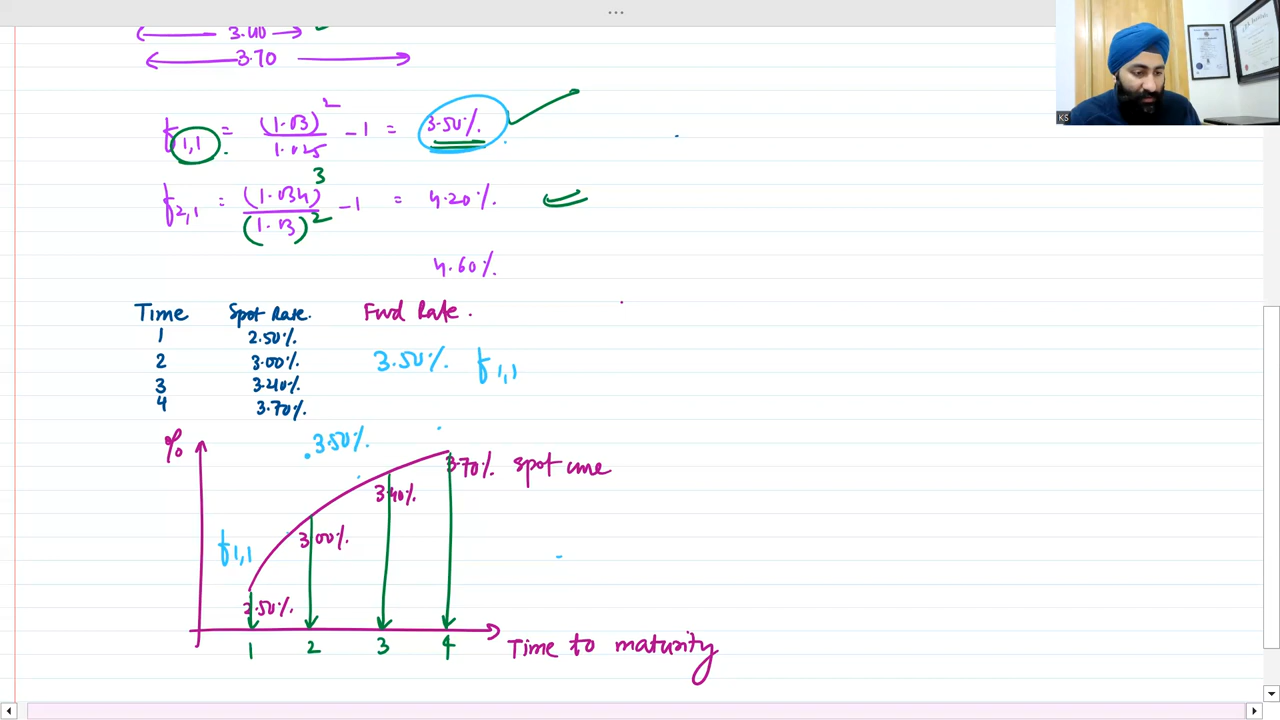 3.00
3.70
f1,1 = (1.03)^2 / 1.025 - 1 = 3.50%
f2,1 = (1.034)^3 / (1.03)^2 - 1 = 4.20%
4.60%
Time Spot Rate. Fwd Rate.
1 2.50%
2 3.00% 3.50% f1,1
3 3.40%
4 3.70%
% 3.50%
3.70% Spot curve
3.40%
f1,1 3.00%
2.50%
1 2 3 4 Time to maturity
KS